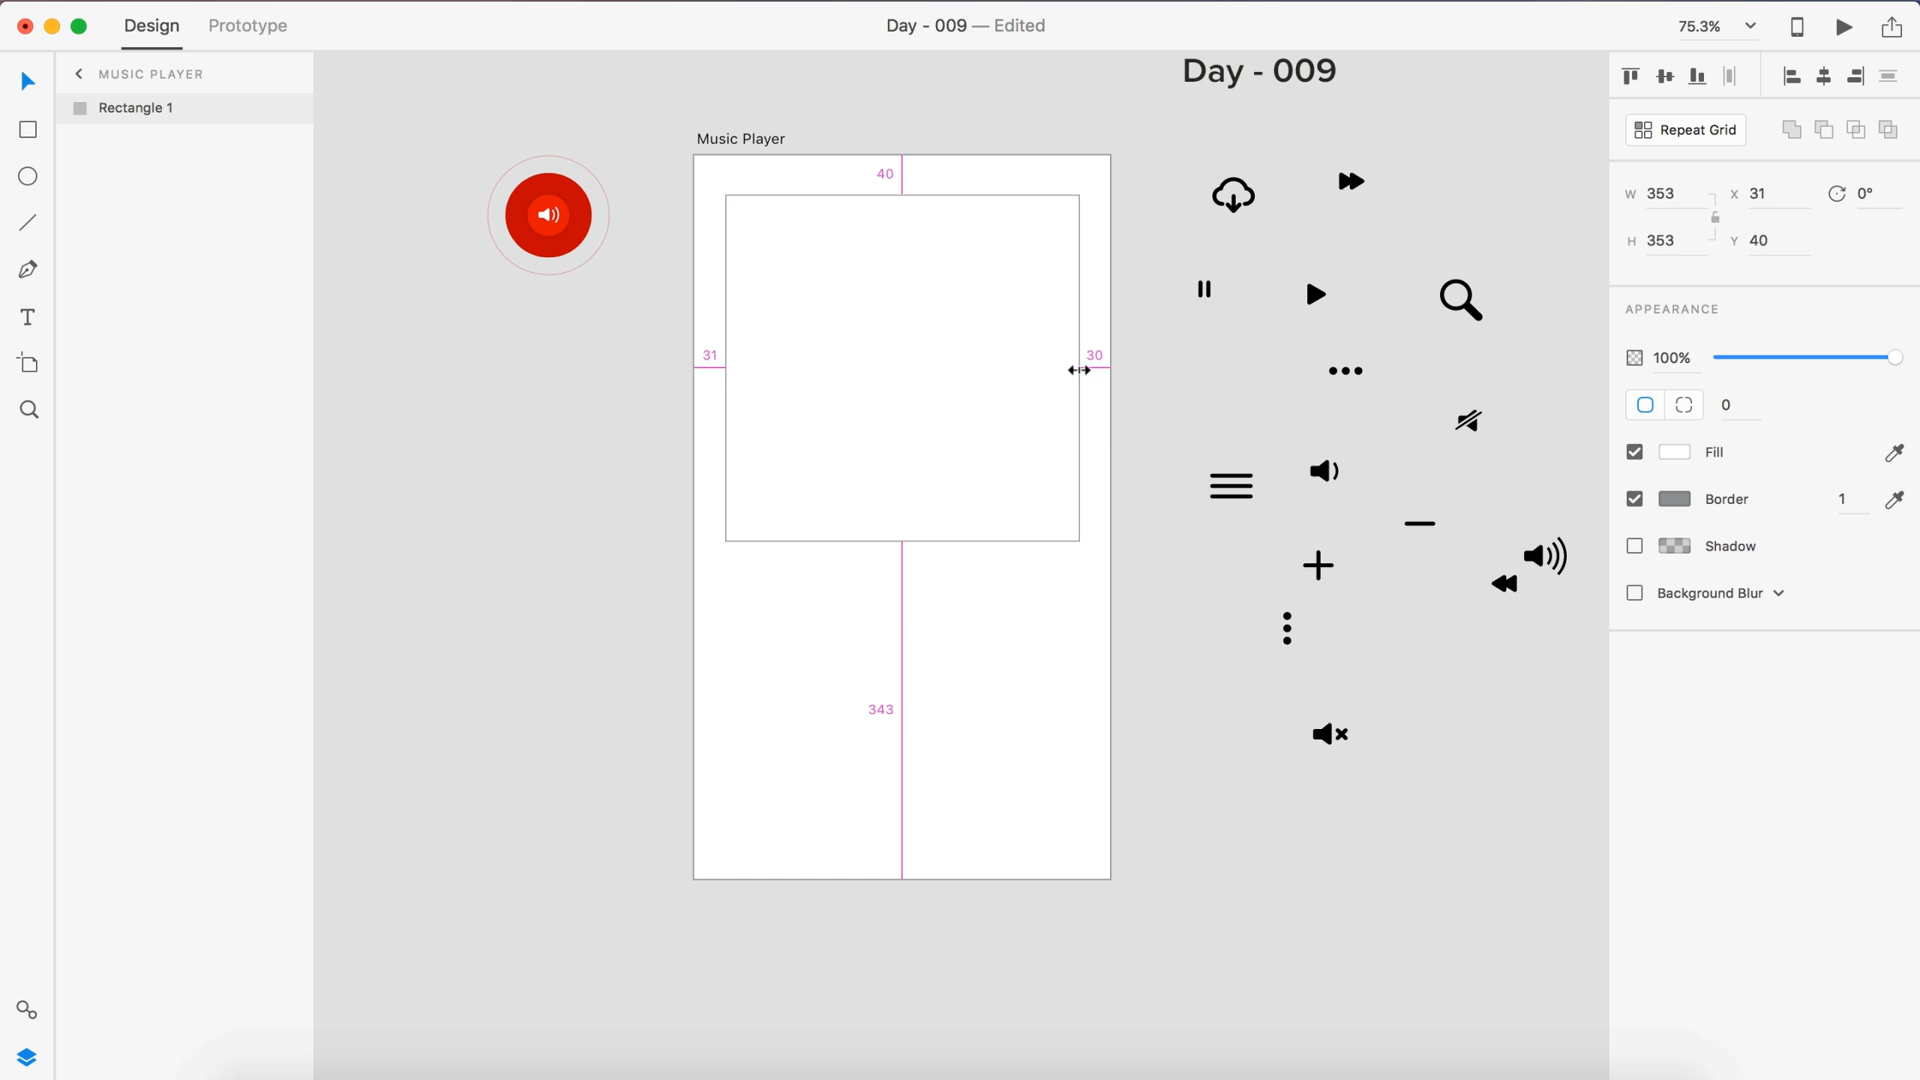 Design Prototype Day - 009 — Edited 75.3%
MUSIC PLAYER
Rectangle 1
Day - 009
Music Player
40
31
30
343
Repeat Grid
W 353 X 31 0°
H 353 Y 40
APPEARANCE
100%
0
Fill
Border 1
Shadow
Background Blur